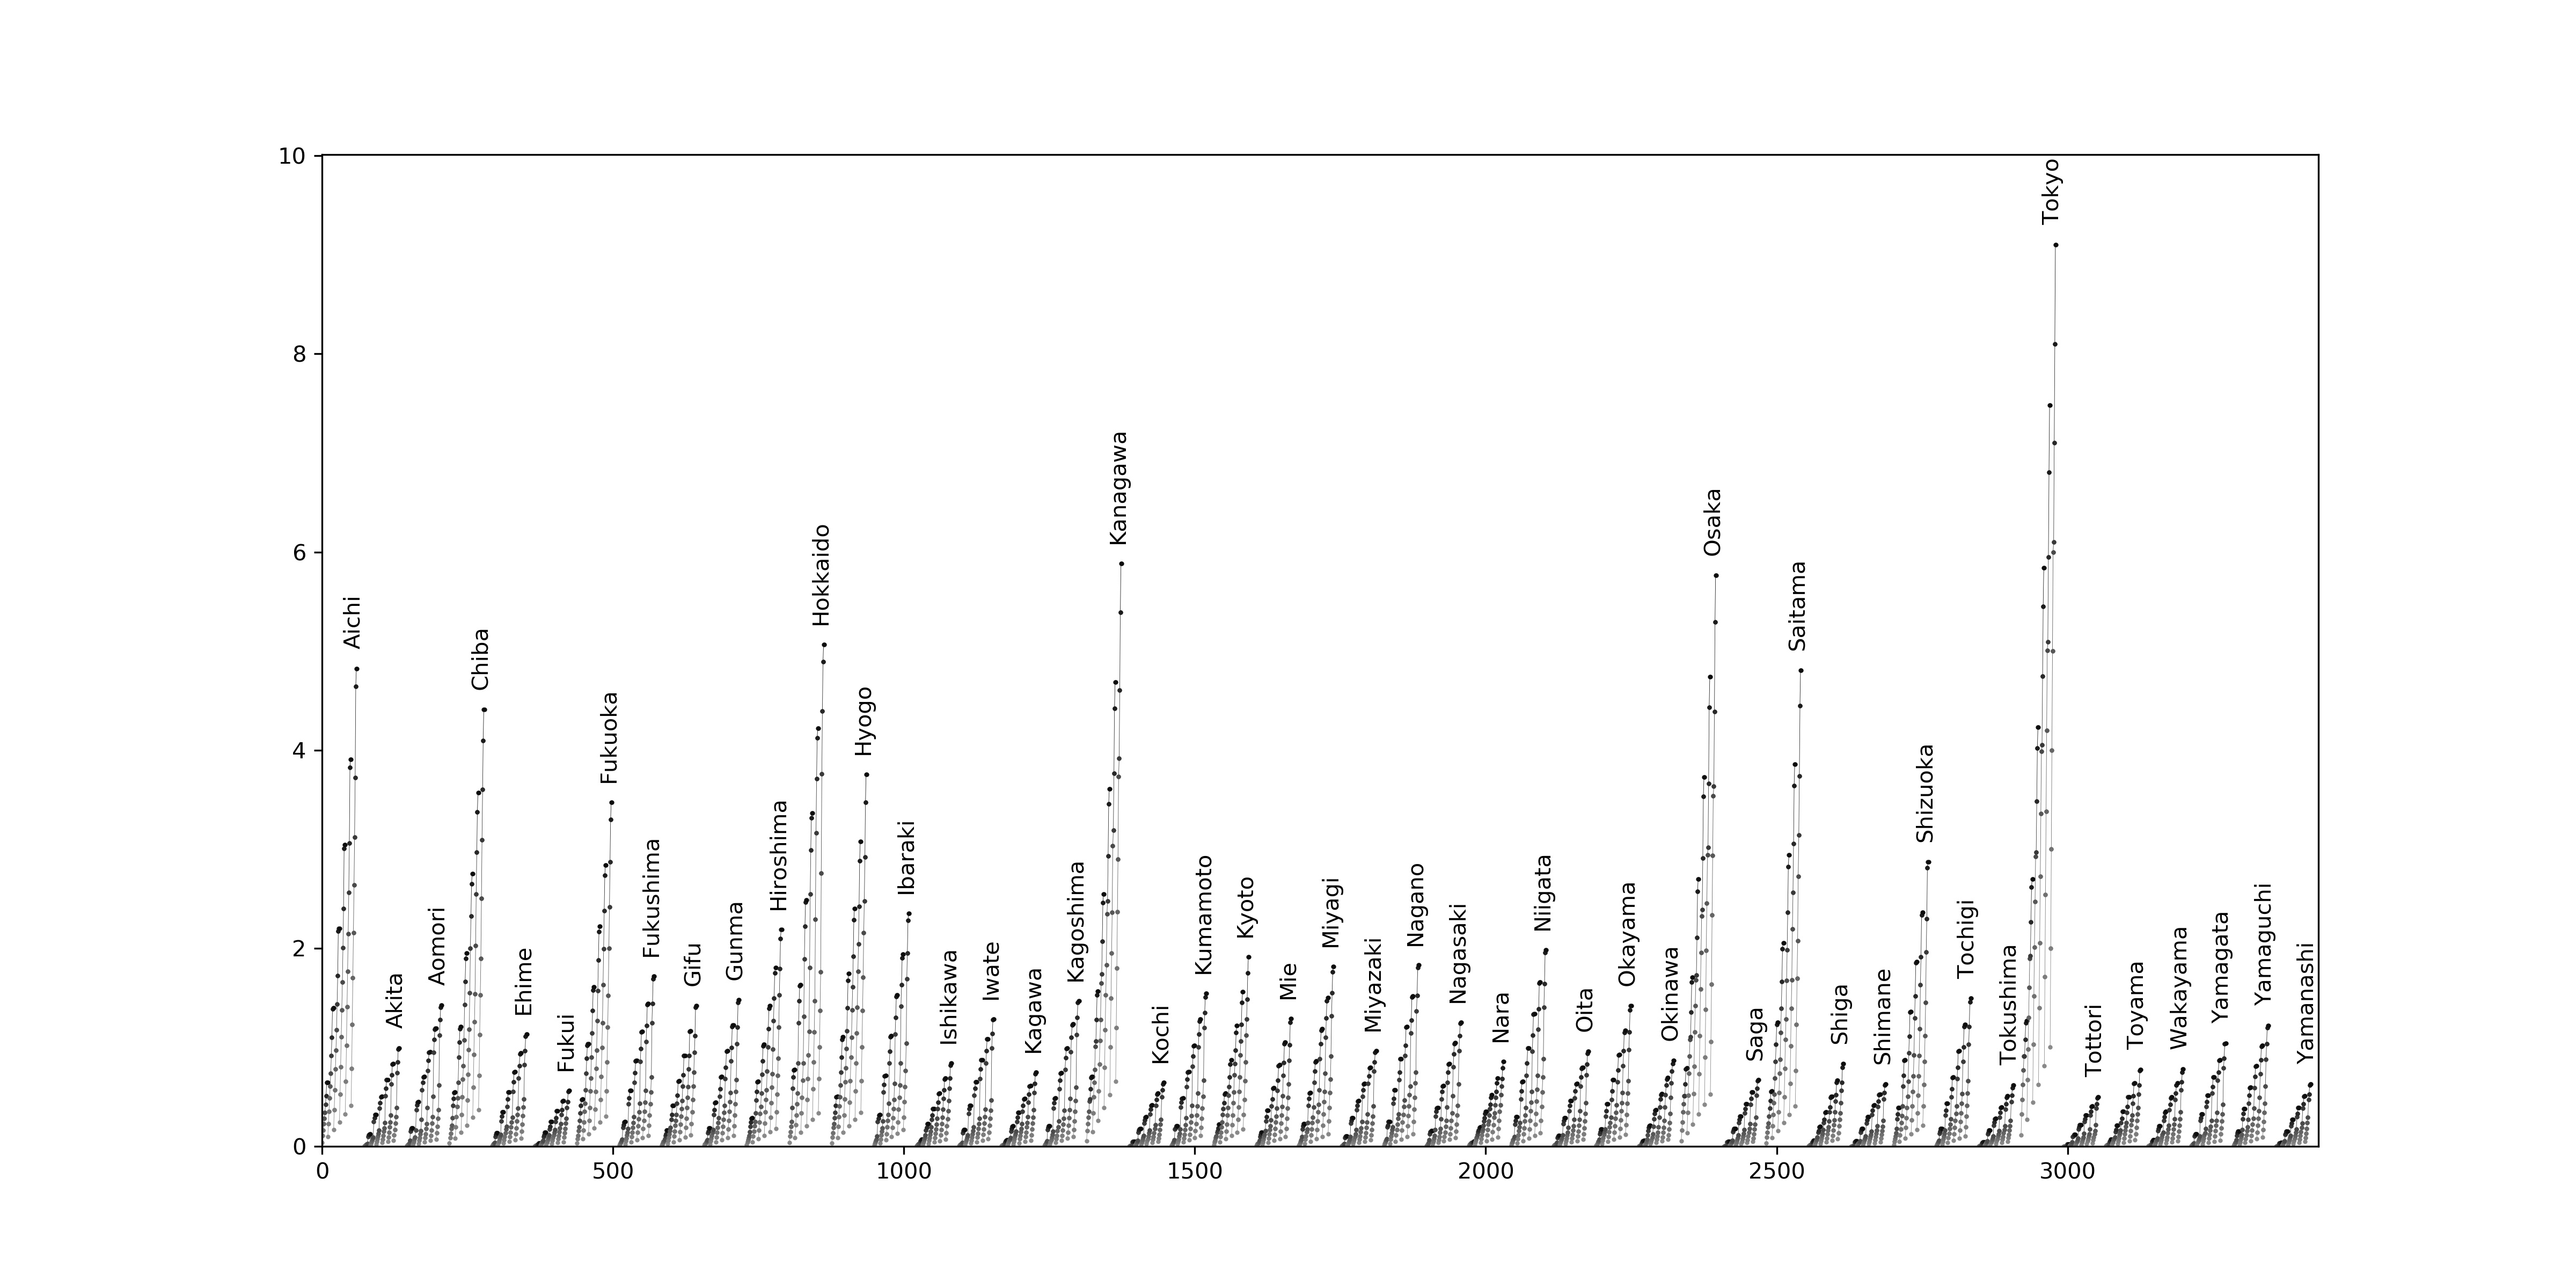 10
8
6
4
2
0
0
500
1000
1500
2000
2500
3000
Aichi
Akita
Aomori
Chiba
Ehime
Fukui
Fukuoka
Fukushima
Gifu
Gunma
Hiroshima
Hokkaido
Hyogo
Ibaraki
Ishikawa
Iwate
Kagawa
Kagoshima
Kanagawa
Kochi
Kumamoto
Kyoto
Mie
Miyagi
Miyazaki
Nagano
Nagasaki
Nara
Niigata
Oita
Okayama
Okinawa
Osaka
Saga
Saitama
Shiga
Shimane
Shizuoka
Tochigi
Tokushima
Tokyo
Tottori
Toyama
Wakayama
Yamagata
Yamaguchi
Yamanashi